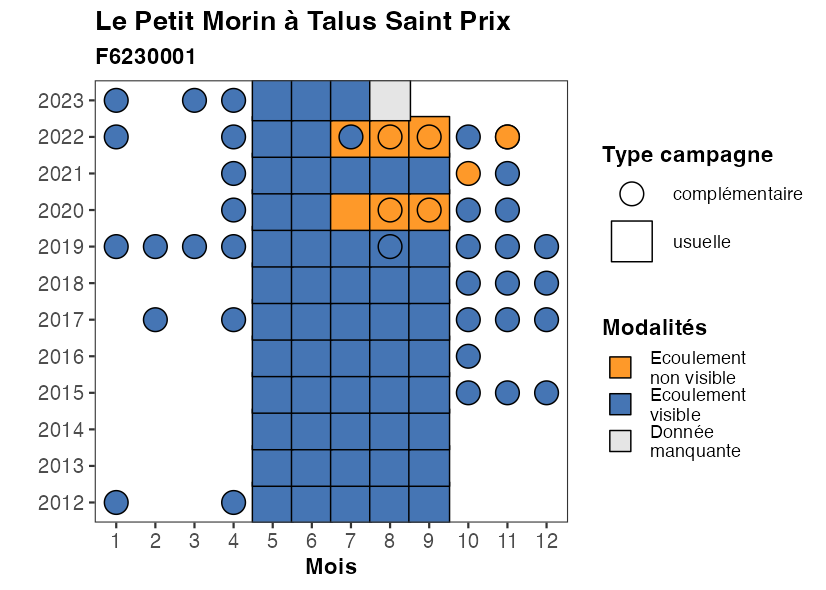 Le Petit Morin à Talus Saint Prix
F6230001
2023
2022
2021
2020
2019
2018
2017
2016
2015
2014
2013
2012
1 2 3 4 5 6 7 8 9 10 11 12
Mois
Type campagne
complémentaire
usuelle
Modalités
Ecoulement
non visible
Ecoulement
visible
Donnée
manquante